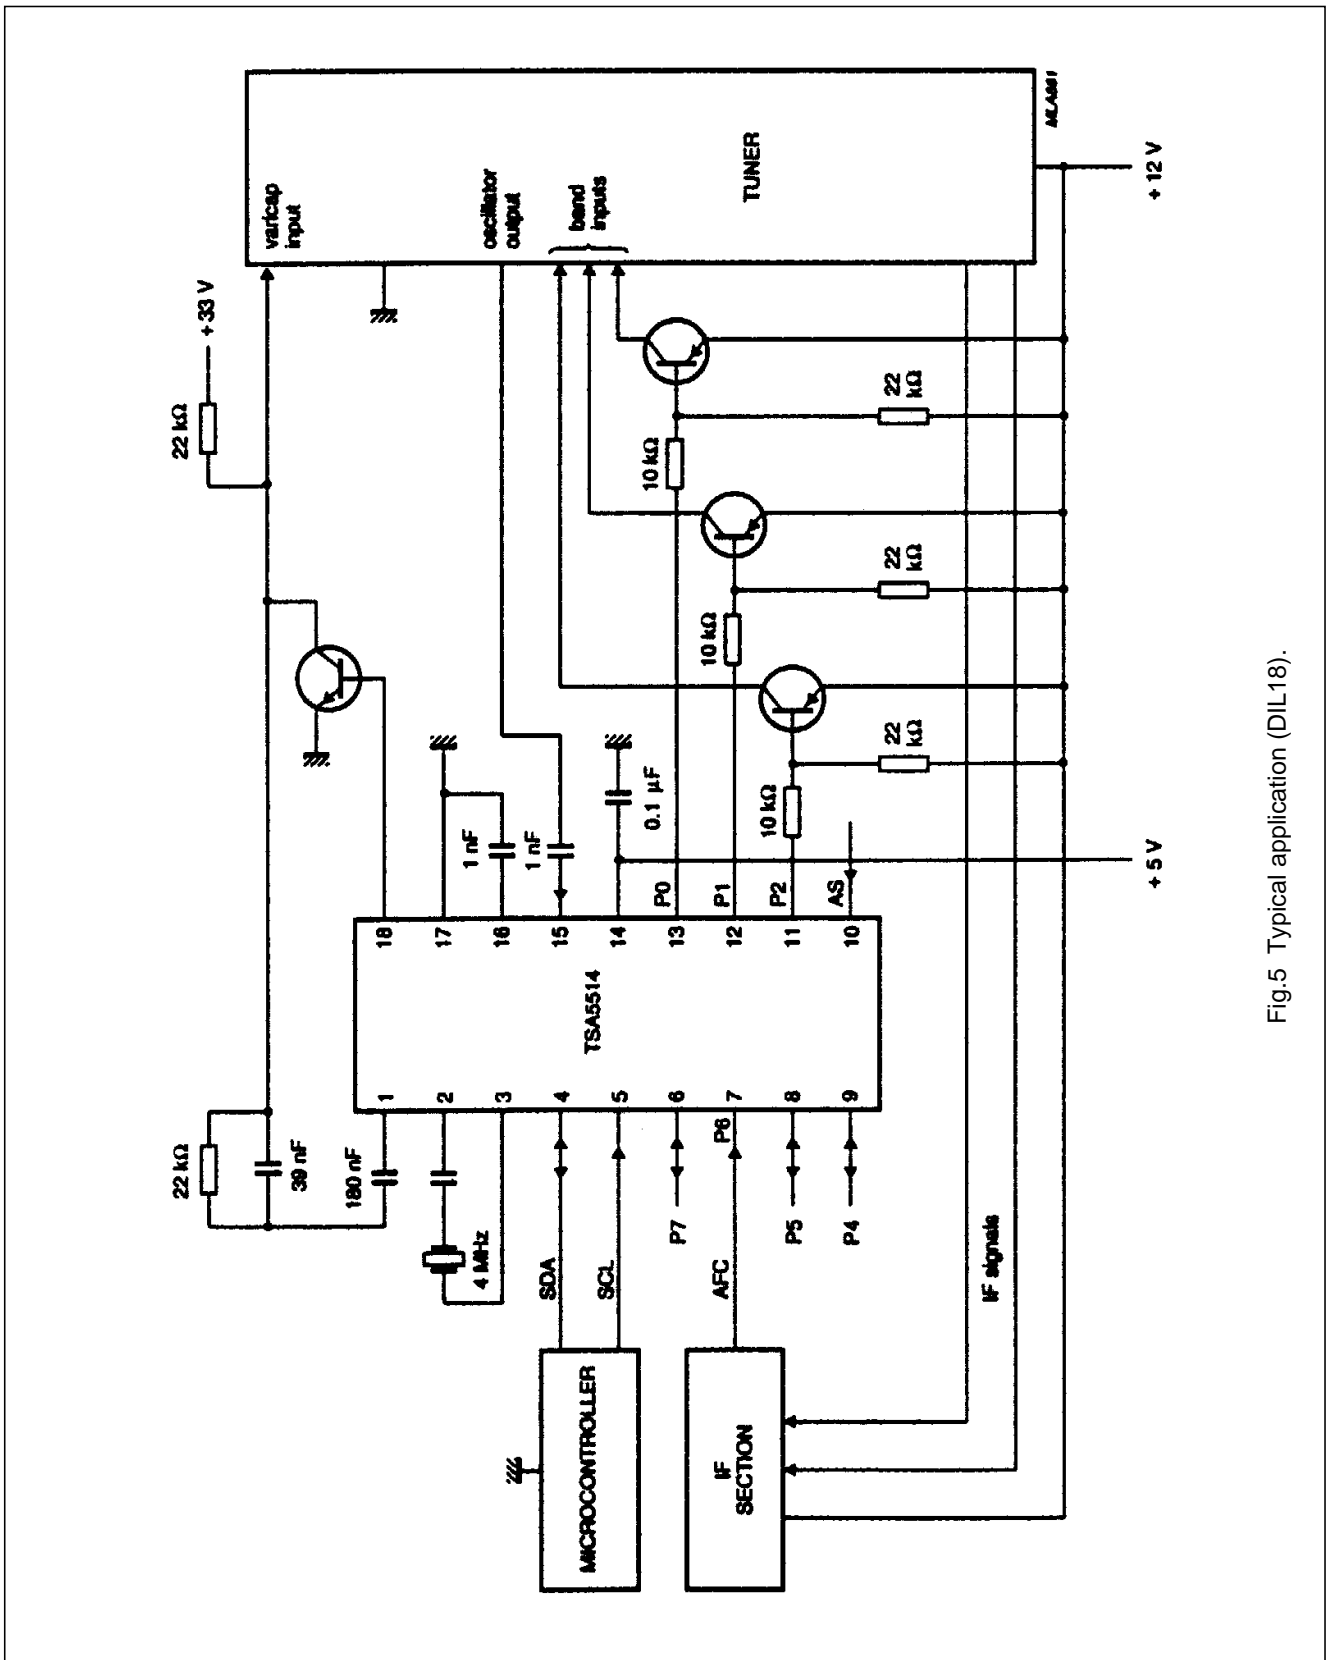 22 kΩ
39 nF
180 nF
4 MHz
22 kΩ
+ 33 V
varicap
input
oscillator
output
band
inputs
TUNER
MLA661
MICROCONTROLLER
SDA
SCL
IF
SECTION
AFC
P7
P6
P5
P4
IF signals
1
2
3
4
5
6
7
8
9
TSA5514
18
17
16
15
14
13
12
11
10
1 nF
1 nF
0.1 µF
P0
P1
P2
AS
10 kΩ
10 kΩ
10 kΩ
22
kΩ
22
kΩ
22
kΩ
+ 5 V
+ 12 V
Fig.5 Typical application (DIL18).